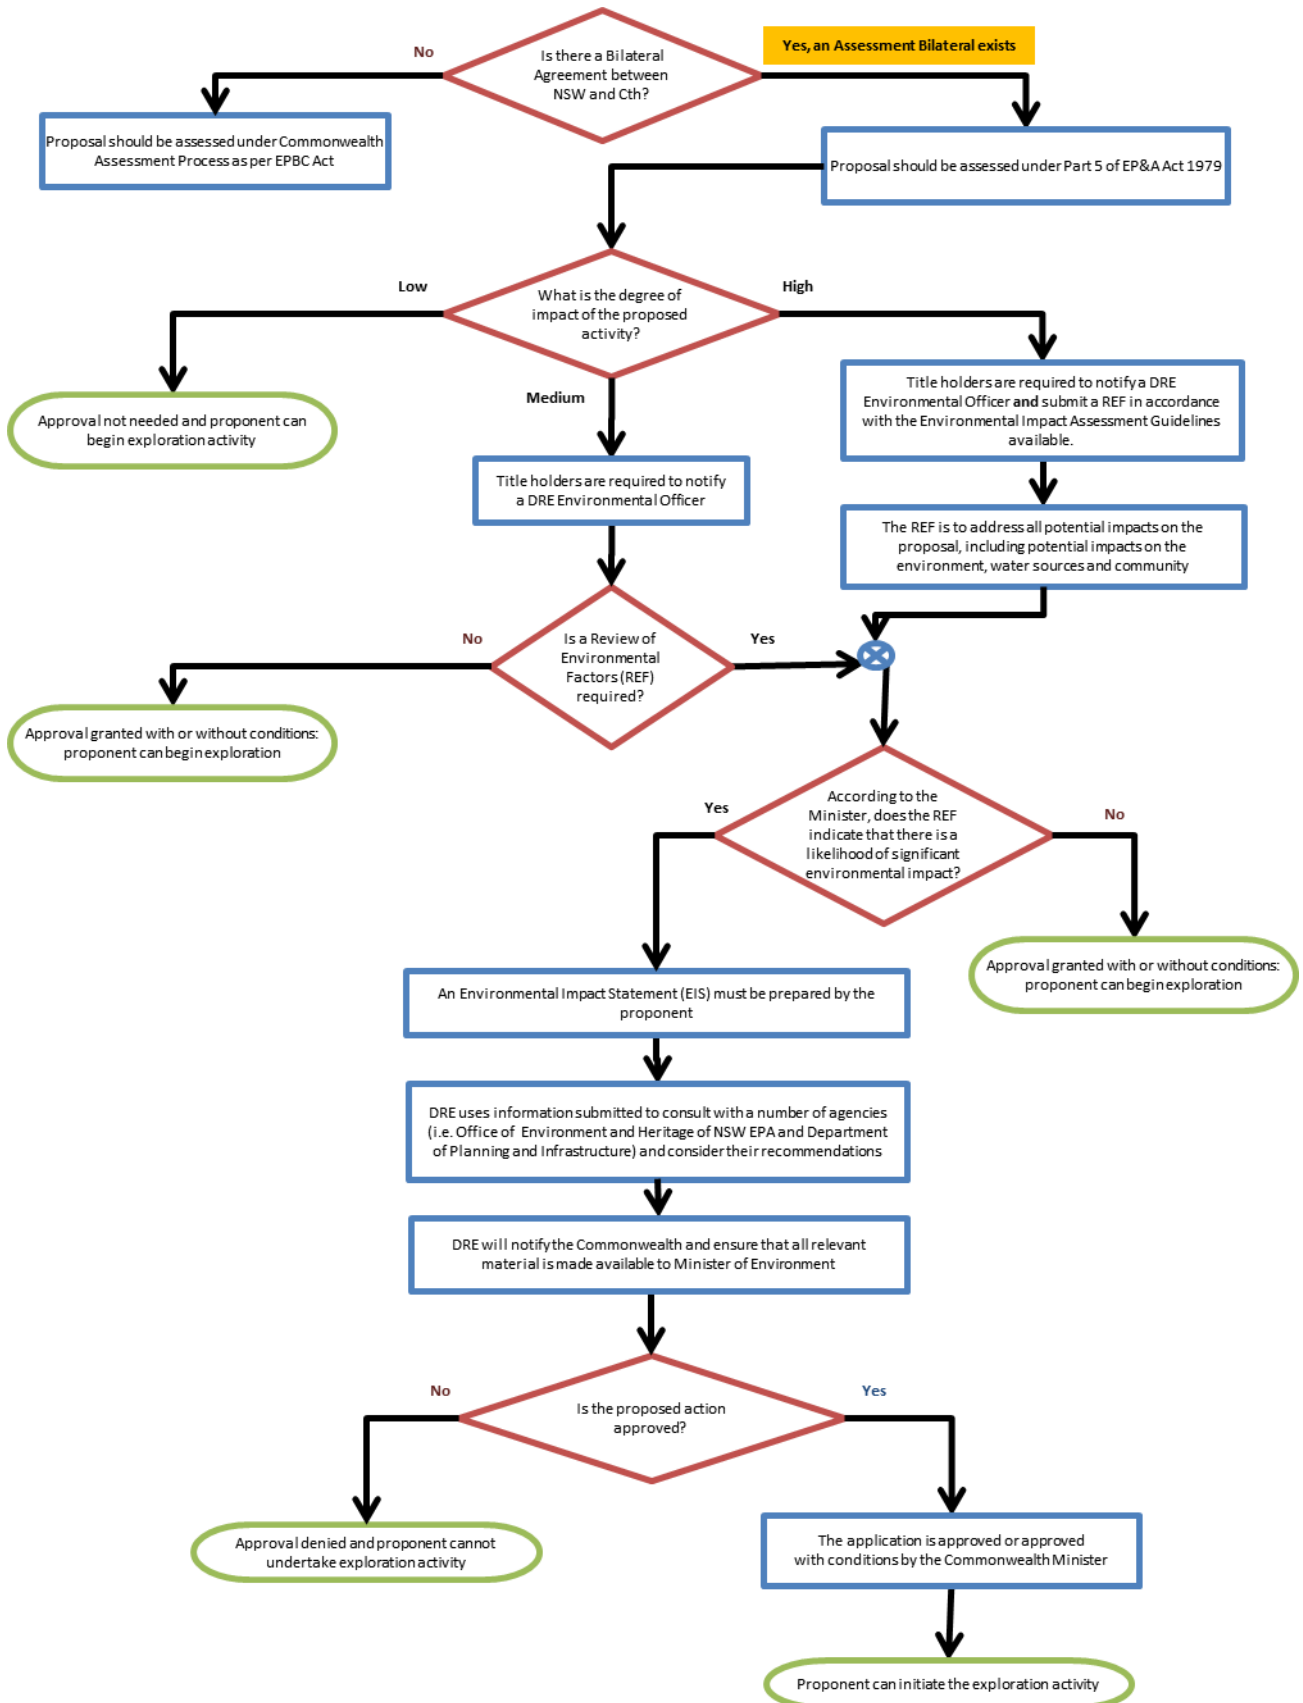 No
Is there a Bilateral
Agreement between
NSW and Cth?
Yes, an Assessment Bilateral exists
Proposal should be assessed under Commonwealth
Assessment Process as per EPBC Act
Proposal should be assessed under Part 5 of EP&A Act 1979
Low
What is the degree of
impact of the proposed
activity?
High
Medium
Approval not needed and proponent can
begin exploration activity
Title holders are required to notify a DRE
Environmental Officer and submit a REF in accordance
with the Environmental Impact Assessment Guidelines
available.
Title holders are required to notify
a DRE Environmental Officer
The REF is to address all potential impacts on the
proposal, including potential impacts on the
environment, water sources and community
No
Is a Review of
Environmental
Factors (REF)
required?
Yes
Approval granted with or without conditions:
proponent can begin exploration
Yes
According to the
Minister, does the REF
indicate that there is a
likelihood of significant
environmental impact?
No
Approval granted with or without conditions:
proponent can begin exploration
An Environmental Impact Statement (EIS) must be prepared by the
proponent
DRE uses information submitted to consult with a number of agencies
(i.e. Office of Environment and Heritage of NSW EPA and Department
of Planning and Infrastructure) and consider their recommendations
DRE will notify the Commonwealth and ensure that all relevant
material is made available to Minister of Environment
No
Is the proposed action
approved?
Yes
Approval denied and proponent cannot
undertake exploration activity
The application is approved or approved
with conditions by the Commonwealth Minister
Proponent can initiate the exploration activity